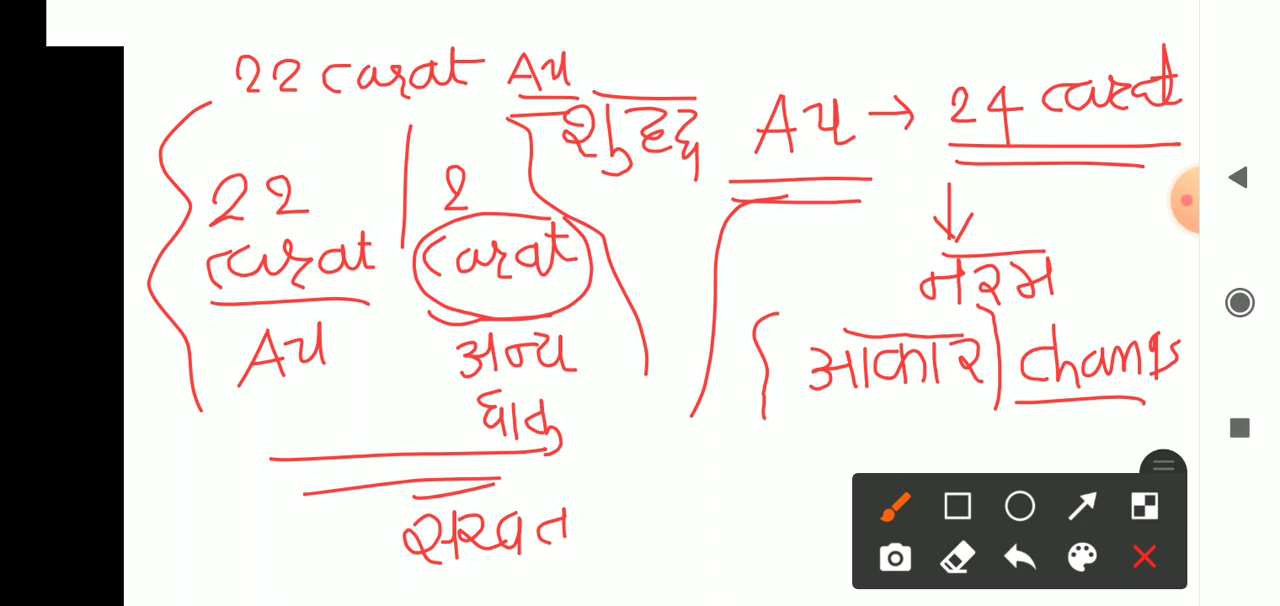 22 carat Au
शुद्ध Au → 24 carat
22 carat
2 carat
Au
अन्य
धातु
सख्त
नरम
आकार change